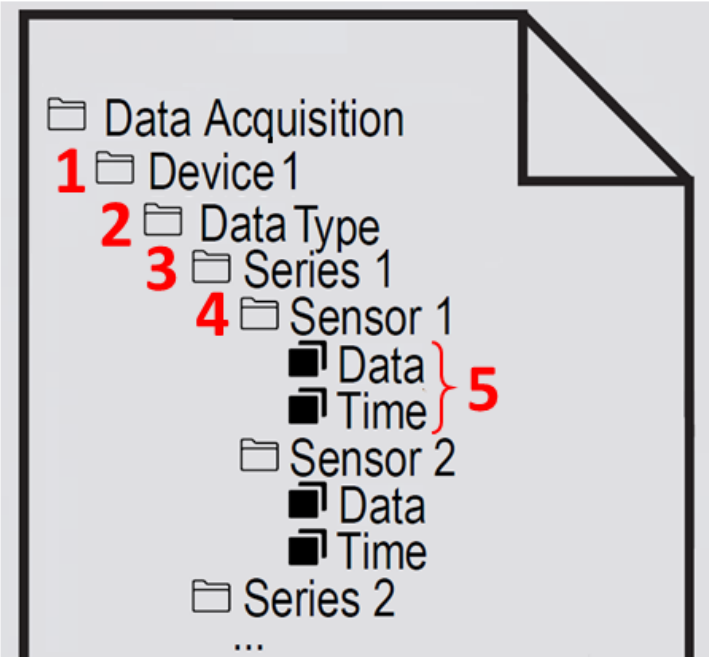 Data Acquisition
1 Device 1
2 Data Type
3 Series 1
4 Sensor 1
Data
Time
5
Sensor 2
Data
Time
Series 2
...